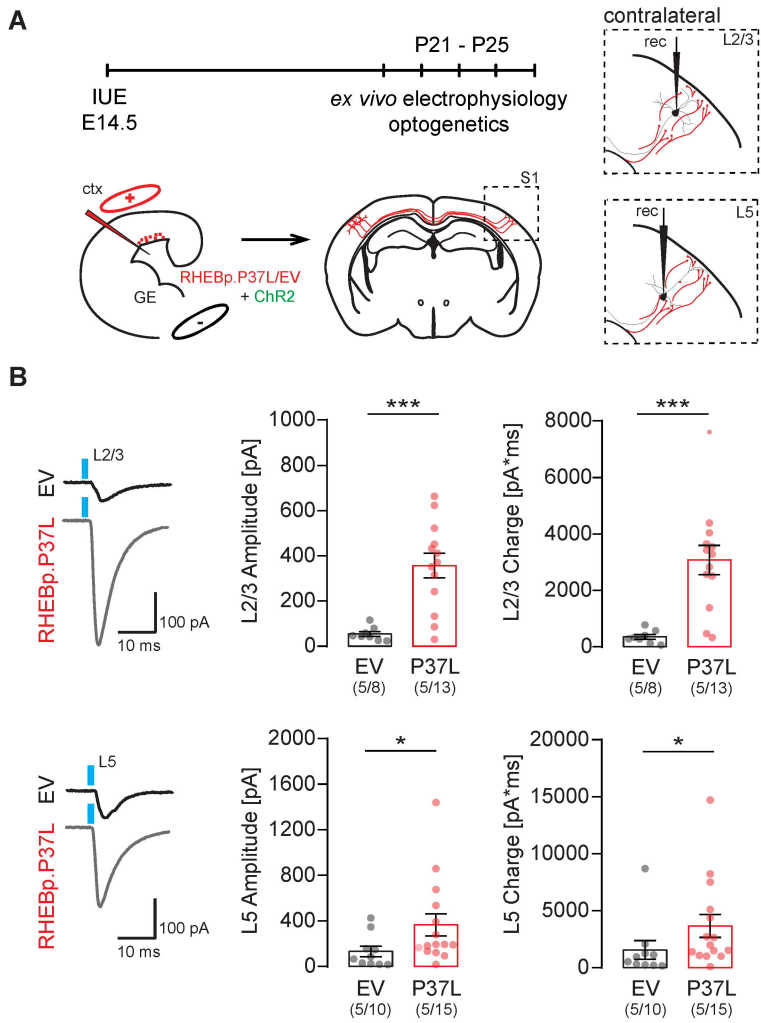 A
P21 - P25
IUE
E14.5
ex vivo electrophysiology
optogenetics
contralateral
rec
L2/3
ctx
+
GE
RHEBp.P37L/EV
+ ChR2
-
S1
rec
L5
B
EV
RHEBp.P37L
L2/3
100 pA
10 ms
L2/3 Amplitude [pA]
1000
800
600
400
200
0
***
EV
P37L
(5/8)
(5/13)
L2/3 Charge [pA*ms]
8000
6000
4000
2000
0
***
EV
P37L
(5/8)
(5/13)
EV
RHEBp.P37L
L5
100 pA
10 ms
L5 Amplitude [pA]
2000
1600
1200
800
400
0
*
EV
P37L
(5/10)
(5/15)
L5 Charge [pA*ms]
20000
15000
10000
5000
0
*
EV
P37L
(5/10)
(5/15)